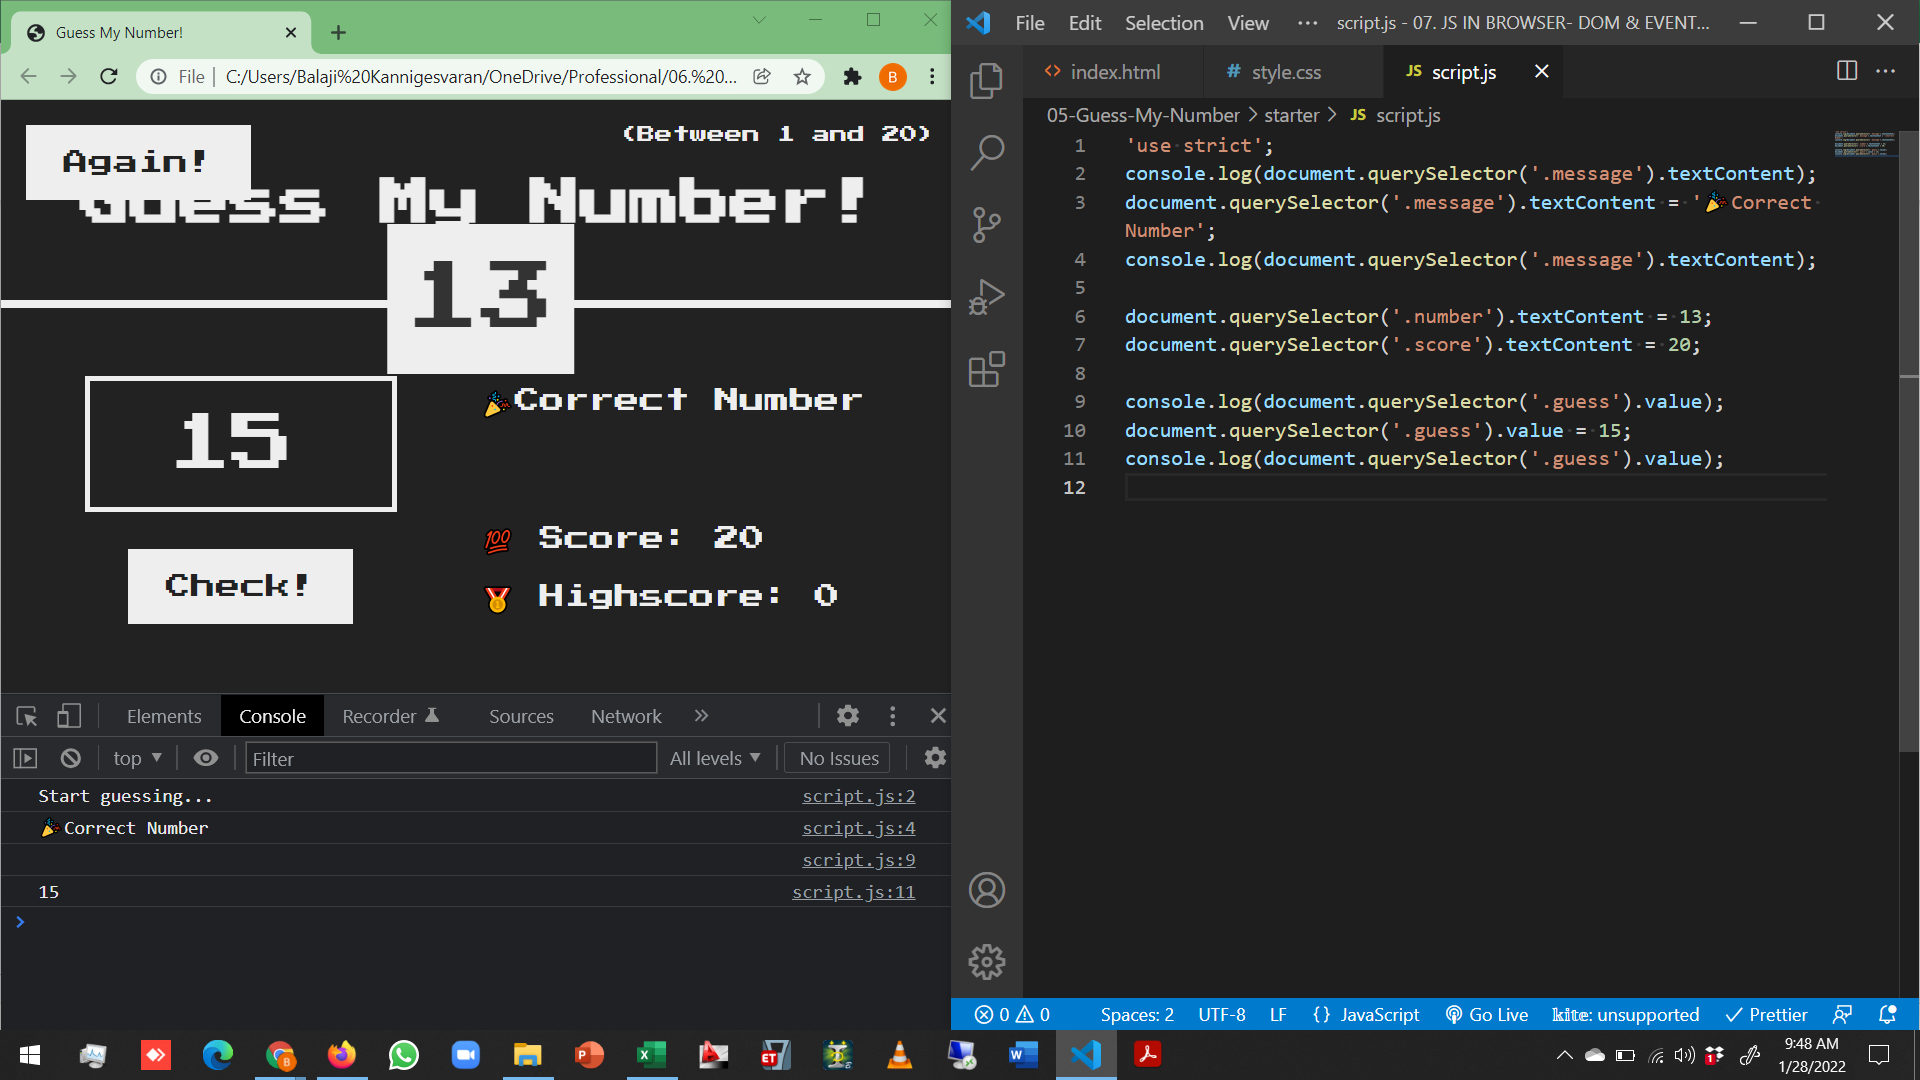 Guess My Number!
File
C:/Users/Balaji%20Kannigesvaran/OneDrive/Professional/06.%20...
B
Again!
(Between 1 and 20)
Guess My Number!
13
15
🎉Correct Number
Check!
💯 Score: 20
🥇 Highscore: 0
Elements
Console
Recorder
Sources
Network
top
Filter
All levels
No Issues
Start guessing... script.js:2
🎉Correct Number script.js:4
script.js:9
15 script.js:11
File Edit Selection View ··· script.js - 07. JS IN BROWSER- DOM & EVENT...
index.html
# style.css
JS script.js
05-Guess-My-Number > starter > JS script.js
1 'use strict';
2 console.log(document.querySelector('.message').textContent);
3 document.querySelector('.message').textContent = '🎉Correct
Number';
4 console.log(document.querySelector('.message').textContent);
5
6 document.querySelector('.number').textContent = 13;
7 document.querySelector('.score').textContent = 20;
8
9 console.log(document.querySelector('.guess').value);
10 document.querySelector('.guess').value = 15;
11 console.log(document.querySelector('.guess').value);
12
0 0 Spaces: 2 UTF-8 LF {} JavaScript Go Live kite: unsupported Prettier
9:48 AM
1/28/2022